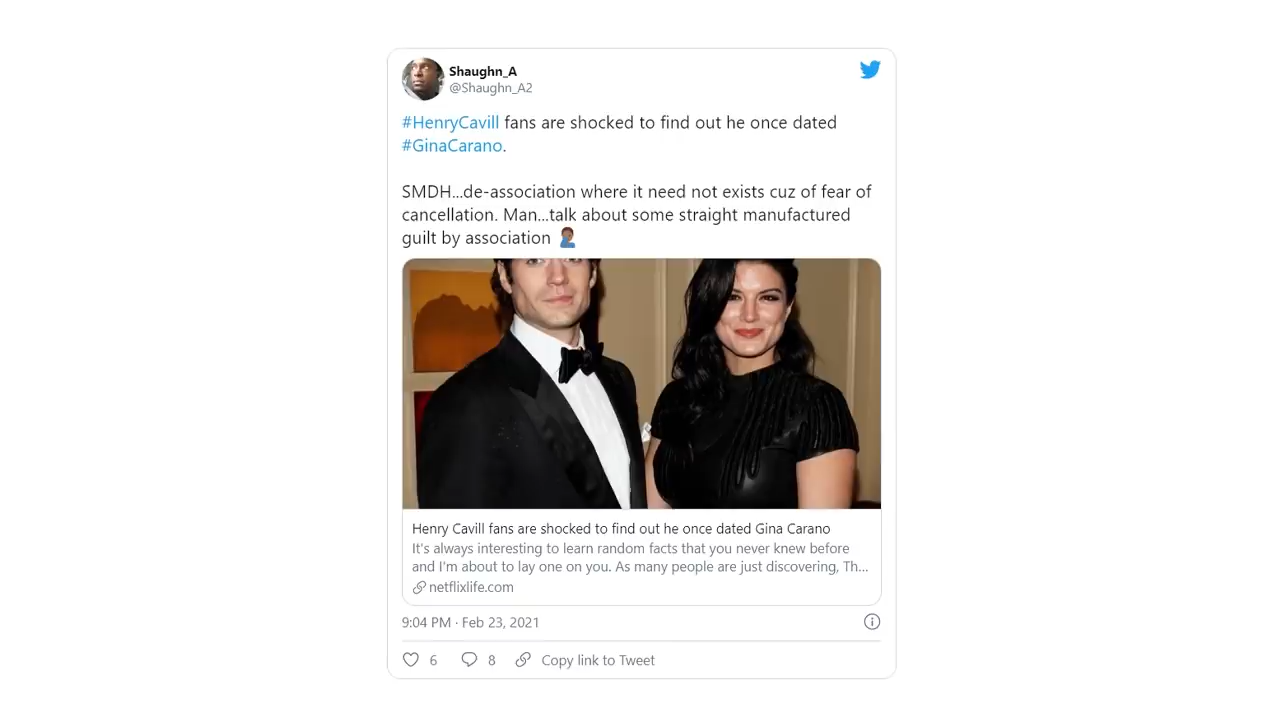 Shaughn_A
@Shaughn_A2
#HenryCavill fans are shocked to find out he once dated
#GinaCarano.
SMDH...de-association where it need not exists cuz of fear of
cancellation. Man...talk about some straight manufactured
guilt by association 🤦🏾‍♂️
Henry Cavill fans are shocked to find out he once dated Gina Carano
It's always interesting to learn random facts that you never knew before
and I'm about to lay one on you. As many people are just discovering, Th...
netflixlife.com
9:04 PM · Feb 23, 2021
6 8 Copy link to Tweet